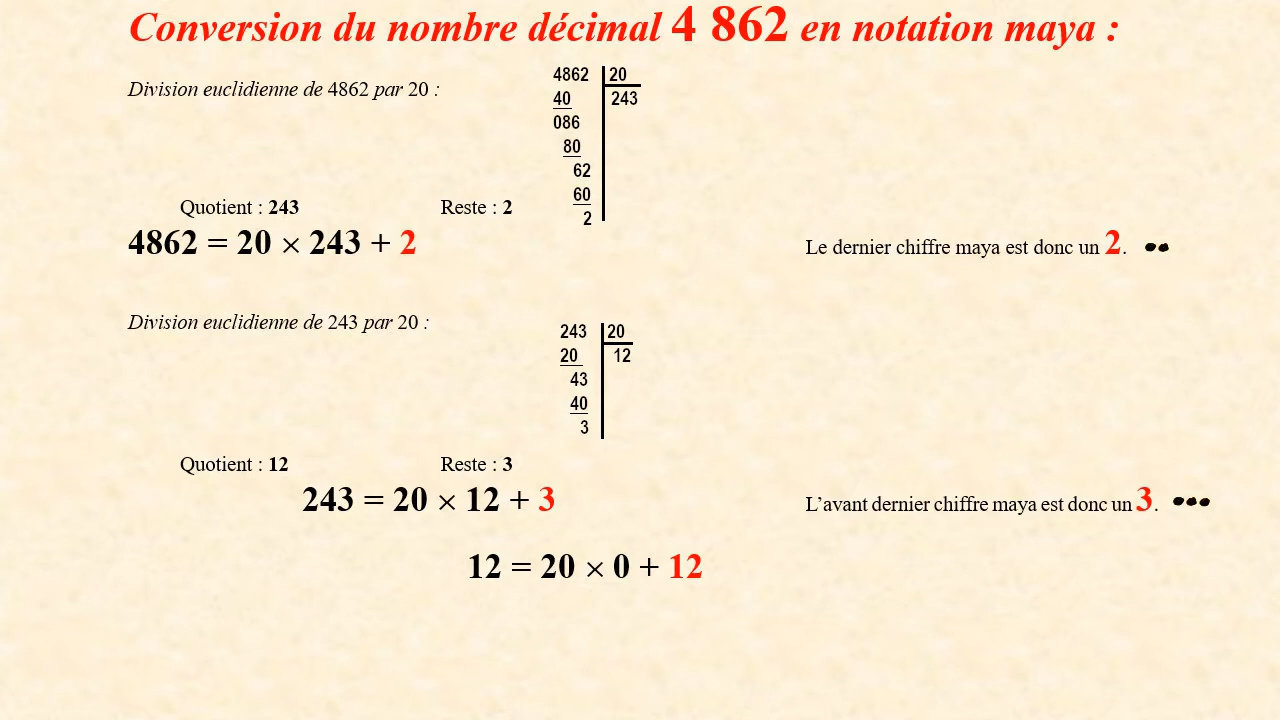 Conversion du nombre décimal 4 862 en notation maya :
Division euclidienne de 4862 par 20 :
4862 20
40 243
086
80
62
60
2
Quotient : 243 Reste : 2
4862 = 20 × 243 + 2 Le dernier chiffre maya est donc un 2.
Division euclidienne de 243 par 20 :
243 20
20 12
43
40
3
Quotient : 12 Reste : 3
243 = 20 × 12 + 3 L’avant dernier chiffre maya est donc un 3.
12 = 20 × 0 + 12